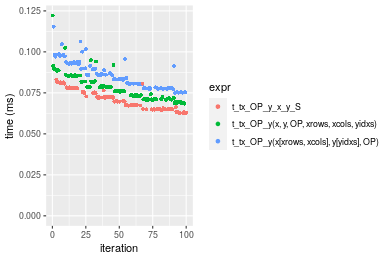 0.125
0.100
0.075
0.050
0.025
0.000
time (ms)
0 25 50 75 100
iteration
expr
t_tx_OP_y_x_y_S
t_tx_OP_y(x, y, OP, xrows, xcols, yidxs)
t_tx_OP_y(x[xrows, xcols], y[yidxs], OP)